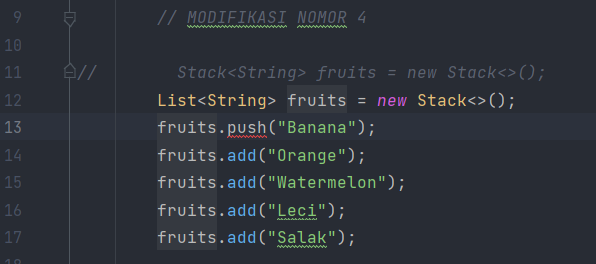 9 // MODIFIKASI NOMOR 4
10
11 // Stack<String> fruits = new Stack<>();
12 List<String> fruits = new Stack<>();
13 fruits.push("Banana");
14 fruits.add("Orange");
15 fruits.add("Watermelon");
16 fruits.add("Leci");
17 fruits.add("Salak");